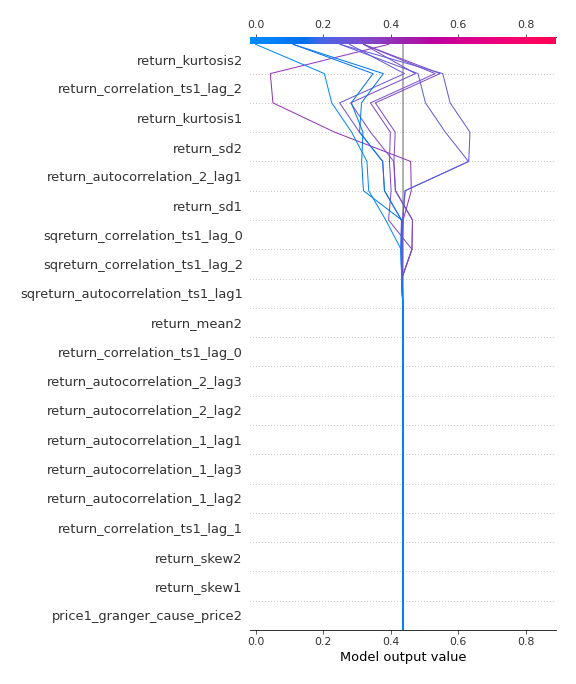 0.0 0.2 0.4 0.6 0.8
return_kurtosis2
return_correlation_ts1_lag_2
return_kurtosis1
return_sd2
return_autocorrelation_2_lag1
return_sd1
sqreturn_correlation_ts1_lag_0
sqreturn_correlation_ts1_lag_2
sqreturn_autocorrelation_ts1_lag1
return_mean2
return_correlation_ts1_lag_0
return_autocorrelation_2_lag3
return_autocorrelation_2_lag2
return_autocorrelation_1_lag1
return_autocorrelation_1_lag3
return_autocorrelation_1_lag2
return_correlation_ts1_lag_1
return_skew2
return_skew1
price1_granger_cause_price2
0.0 0.2 0.4 0.6 0.8
Model output value